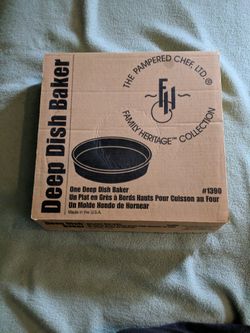 Deep Dish Baker
THE PAMPERED CHEF, LTD.®
FH
FAMILY HERITAGE™ COLLECTION
One Deep Dish Baker #1390
Un Plat en Grès à Bords Hauts Pour Cuisson au Four
Un Molde Hondo de Hornear
Made in the U.S.A.